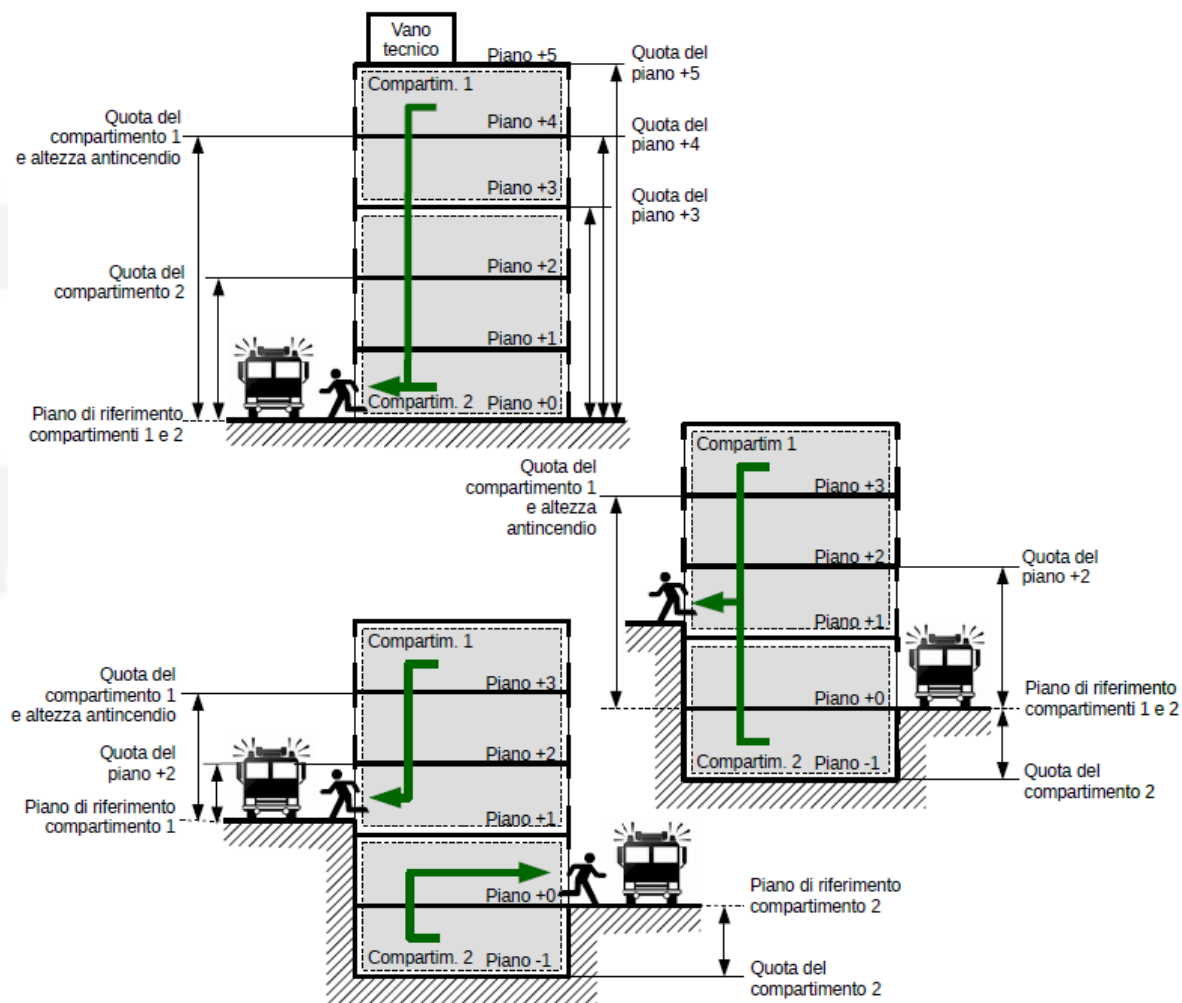 Vano
tecnico
Piano +5
Quota del
piano +5
Compartim. 1
Quota del
compartimento 1
e altezza antincendio
Piano +4
Quota del
piano +4
Piano +3
Quota del
piano +3
Quota del
compartimento 2
Piano +2
Piano +1
Piano di riferimento
compartimenti 1 e 2
Compartim. 2
Piano +0
Compartim 1
Quota del
compartimento 1
e altezza
antincendio
Piano +3
Piano +2
Quota del
piano +2
Piano +1
Piano +0
Piano di riferimento
compartimenti 1 e 2
Compartim. 2
Piano -1
Quota del
compartimento 2
Compartim. 1
Quota del
compartimento 1
e altezza antincendio
Piano +3
Quota del
piano +2
Piano +2
Piano di riferimento
compartimento 1
Piano +1
Piano +0
Piano di riferimento
compartimento 2
Compartim. 2
Piano -1
Quota del
compartimento 2